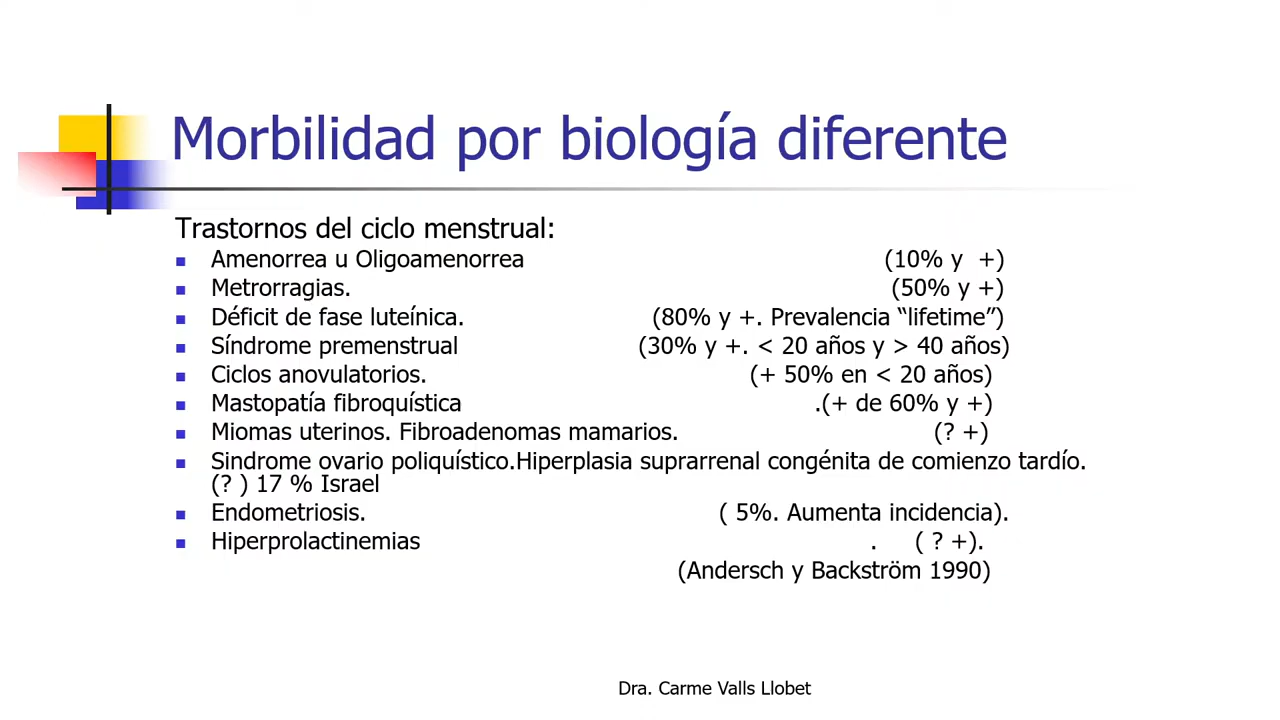 Morbilidad por biología diferente
Trastornos del ciclo menstrual:
Amenorrea u Oligoamenorrea (10% y +)
Metrorragias. (50% y +)
Déficit de fase luteínica. (80% y +. Prevalencia “lifetime”)
Síndrome premenstrual (30% y +. < 20 años y > 40 años)
Ciclos anovulatorios. (+ 50% en < 20 años)
Mastopatía fibroquística .(+ de 60% y +)
Miomas uterinos. Fibroadenomas mamarios. (? +)
Sindrome ovario poliquístico.Hiperplasia suprarrenal congénita de comienzo tardío.
(? ) 17 % Israel
Endometriosis. ( 5%. Aumenta incidencia).
Hiperprolactinemias . ( ? +).
(Andersch y Backström 1990)
Dra. Carme Valls Llobet